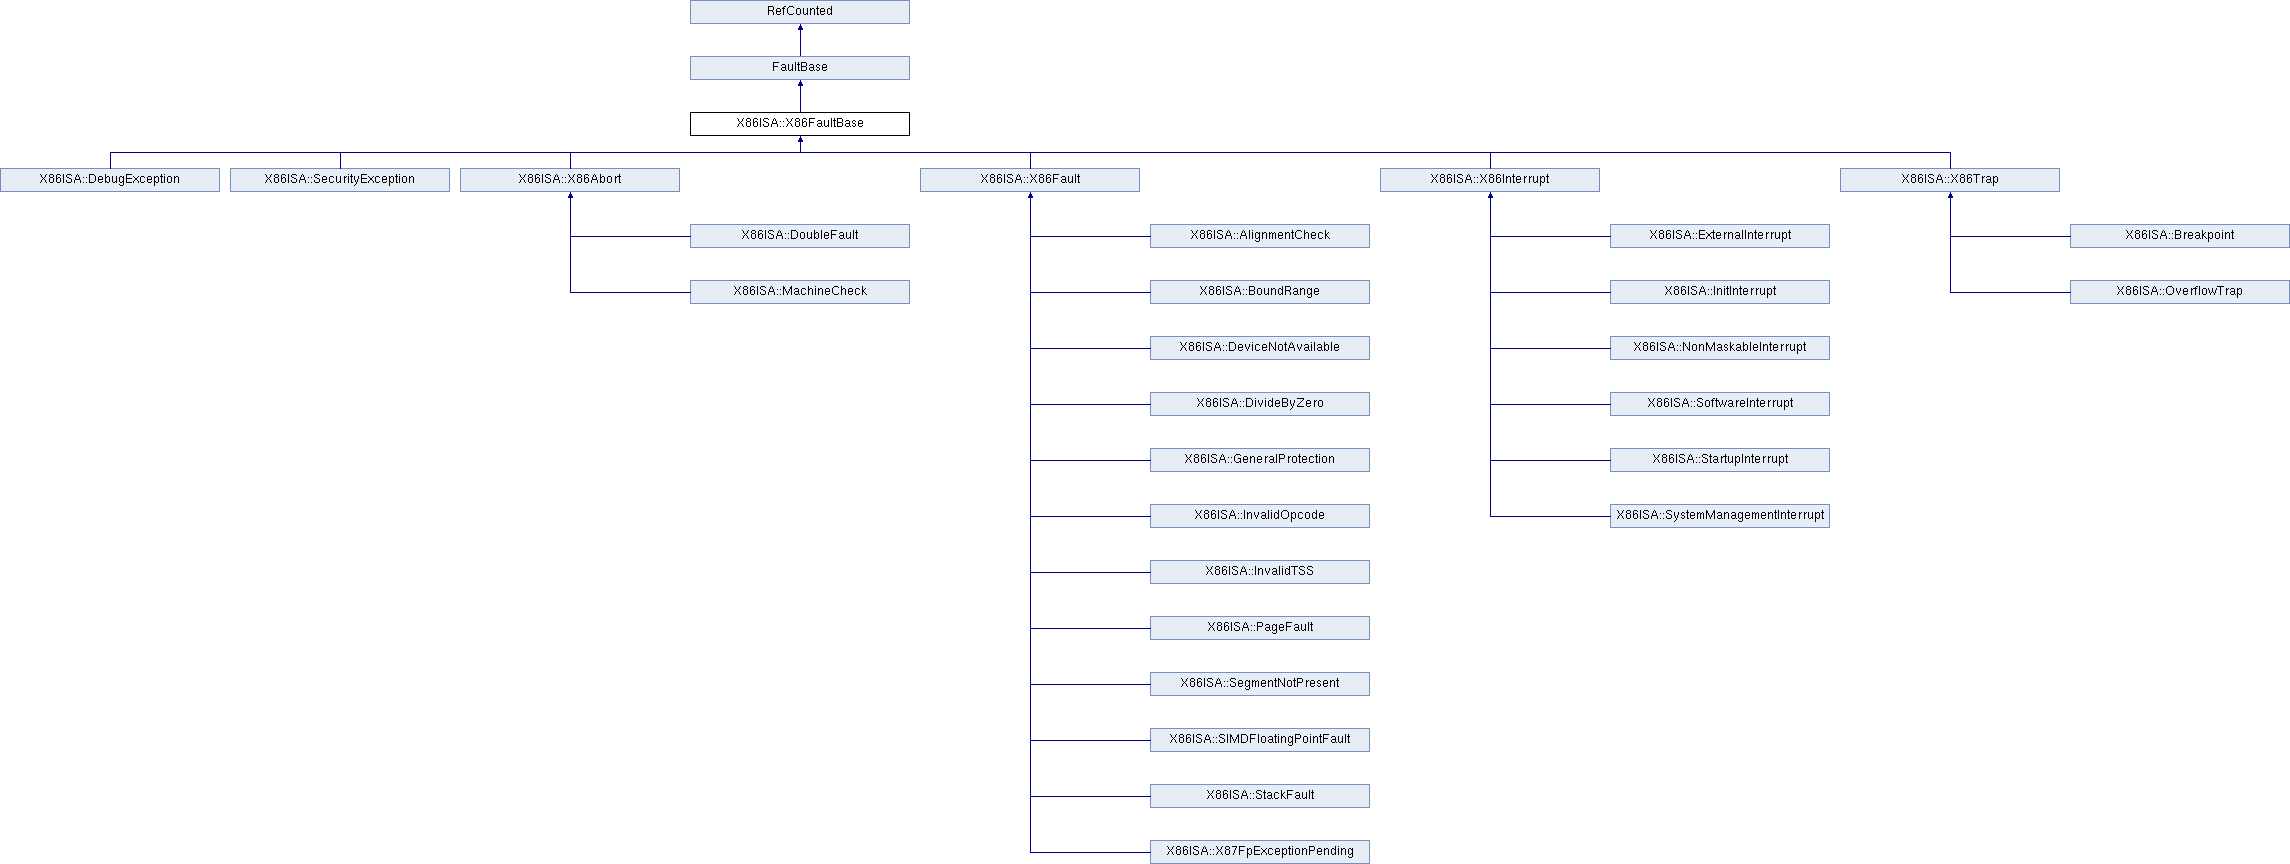 RefCounted
FaultBase
X86ISA::X86FaultBase
X86ISA::DebugException
X86ISA::SecurityException
X86ISA::X86Abort
X86ISA::X86Fault
X86ISA::X86Interrupt
X86ISA::X86Trap
X86ISA::DoubleFault
X86ISA::AlignmentCheck
X86ISA::ExternalInterrupt
X86ISA::Breakpoint
X86ISA::MachineCheck
X86ISA::BoundRange
X86ISA::InitInterrupt
X86ISA::OverflowTrap
X86ISA::DeviceNotAvailable
X86ISA::NonMaskableInterrupt
X86ISA::DivideByZero
X86ISA::SoftwareInterrupt
X86ISA::GeneralProtection
X86ISA::StartupInterrupt
X86ISA::InvalidOpcode
X86ISA::SystemManagementInterrupt
X86ISA::InvalidTSS
X86ISA::PageFault
X86ISA::SegmentNotPresent
X86ISA::SIMDFloatingPointFault
X86ISA::StackFault
X86ISA::X87FpExceptionPending